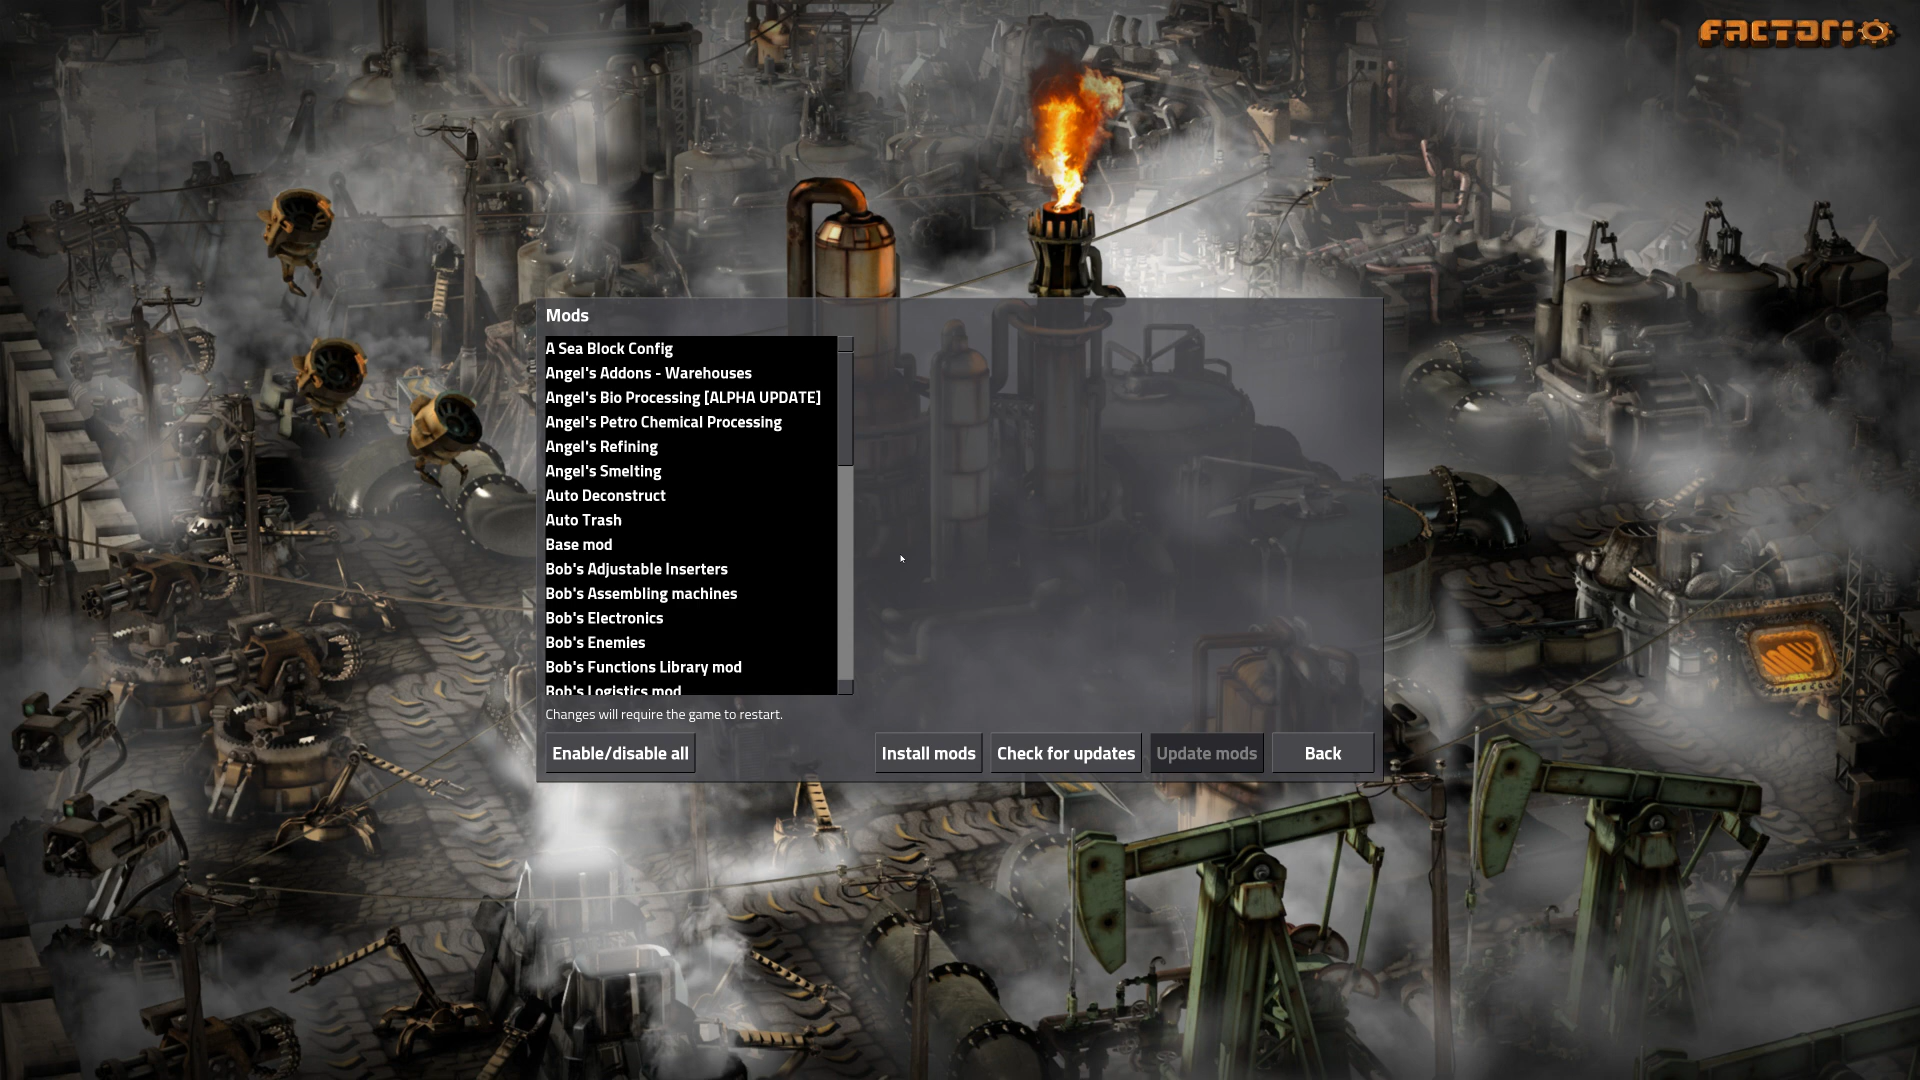 FACTORIO
Mods
A Sea Block Config
Angel's Addons - Warehouses
Angel's Bio Processing [ALPHA UPDATE]
Angel's Petro Chemical Processing
Angel's Refining
Angel's Smelting
Auto Deconstruct
Auto Trash
Base mod
Bob's Adjustable Inserters
Bob's Assembling machines
Bob's Electronics
Bob's Enemies
Bob's Functions Library mod
Bob's Logistics mod
Changes will require the game to restart.
Enable/disable all
Install mods
Check for updates
Update mods
Back